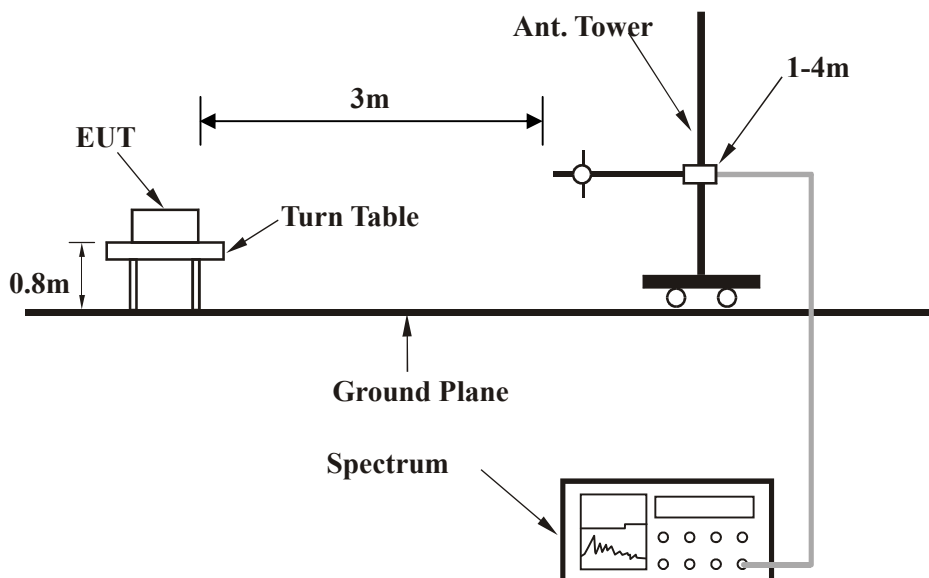 Ant. Tower
1-4m
3m
EUT
Turn Table
0.8m
Ground Plane
Spectrum